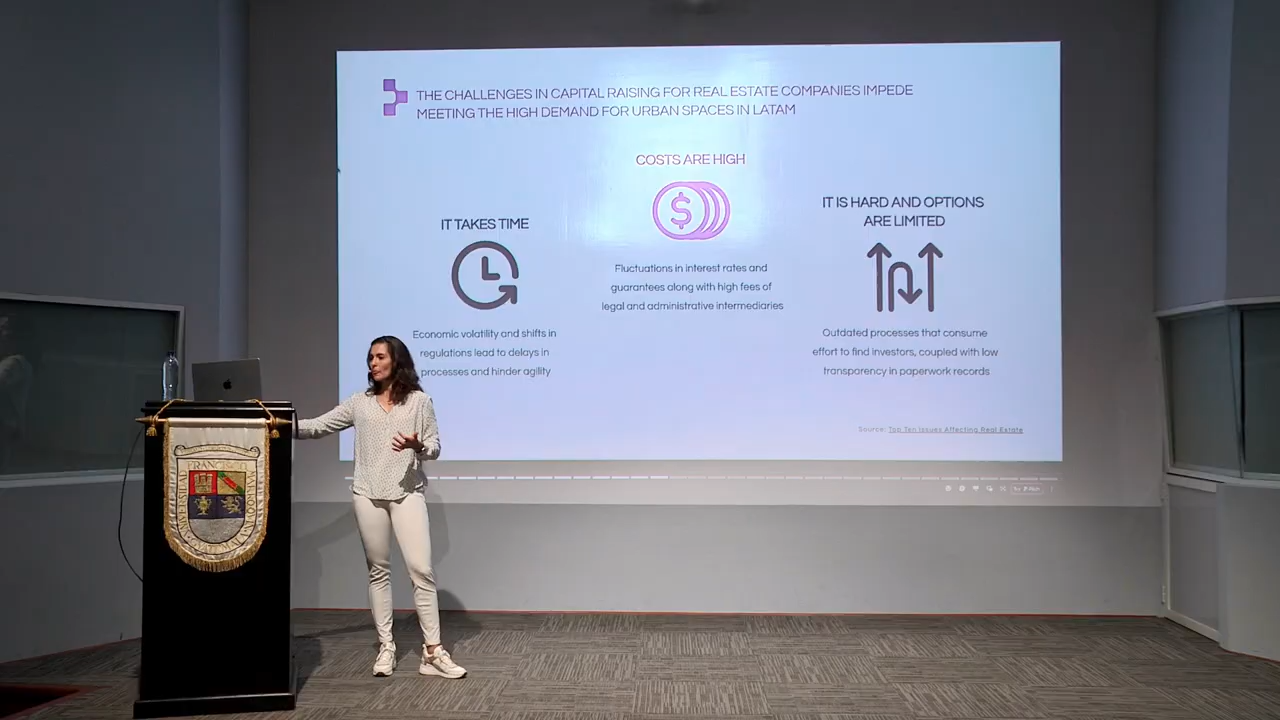 THE CHALLENGES IN CAPITAL RAISING FOR REAL ESTATE COMPANIES IMPEDE
MEETING THE HIGH DEMAND FOR URBAN SPACES IN LATAM
IT TAKES TIME
Economic volatility and shifts in
regulations lead to delays in
processes and hinder agility
COSTS ARE HIGH
$
Fluctuations in interest rates and
guarantees along with high fees of
legal and administrative intermediaries
IT IS HARD AND OPTIONS
ARE LIMITED
Outdated processes that consume
effort to find investors, coupled with low
transparency in paperwork records
Source: Top Ten Issues Affecting Real Estate
FRANCISCO